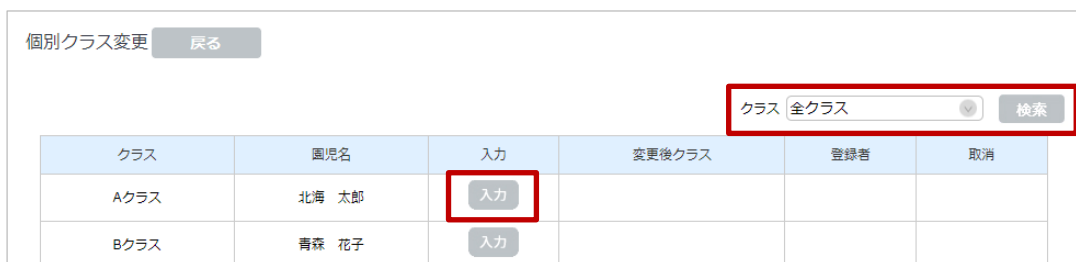 個別クラス変更 戻る
クラス 全クラス 検索
クラス 園児名 入力 変更後クラス 登録者 取消
Aクラス 北海 太郎 入力
Bクラス 青森 花子 入力